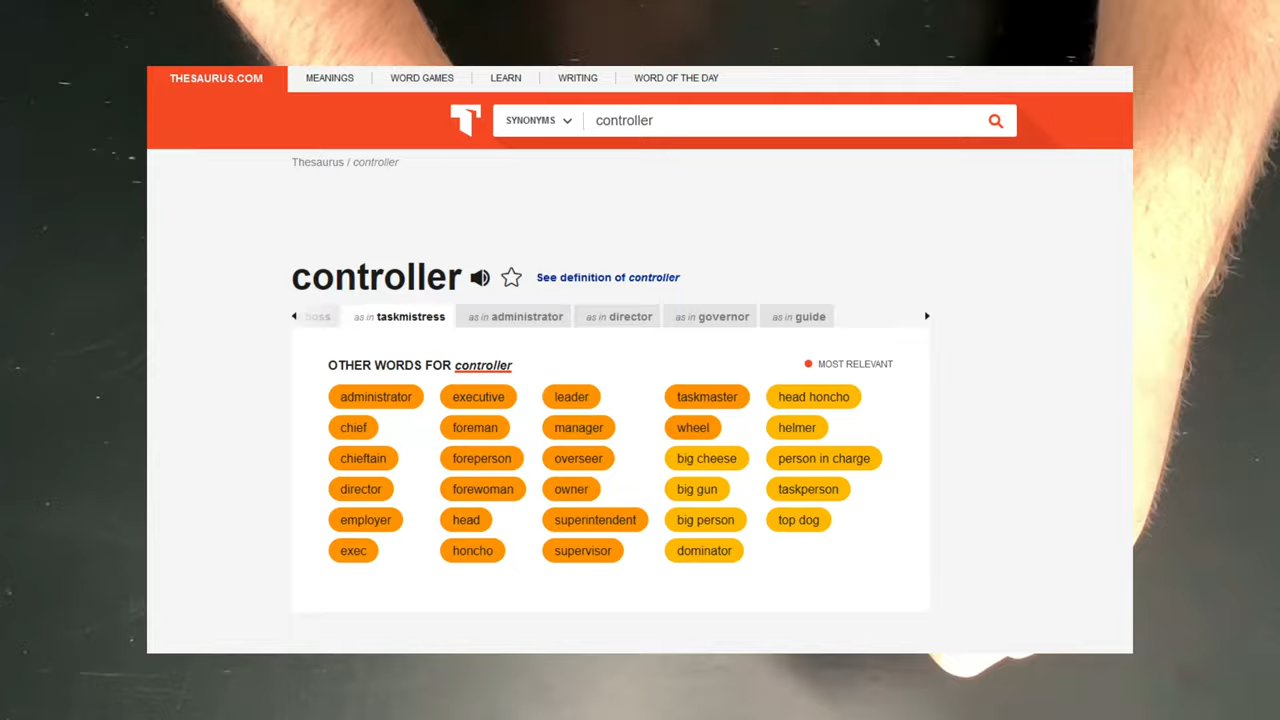 THESAURUS.COM MEANINGS WORD GAMES LEARN WRITING WORD OF THE DAY
SYNONYMS controller
Thesaurus / controller
controller See definition of controller
boss as in taskmistress as in administrator as in director as in governor as in guide
OTHER WORDS FOR controller MOST RELEVANT
administrator executive leader taskmaster head honcho
chief foreman manager wheel helmer
chieftain foreperson overseer big cheese person in charge
director forewoman owner big gun taskperson
employer head superintendent big person top dog
exec honcho supervisor dominator